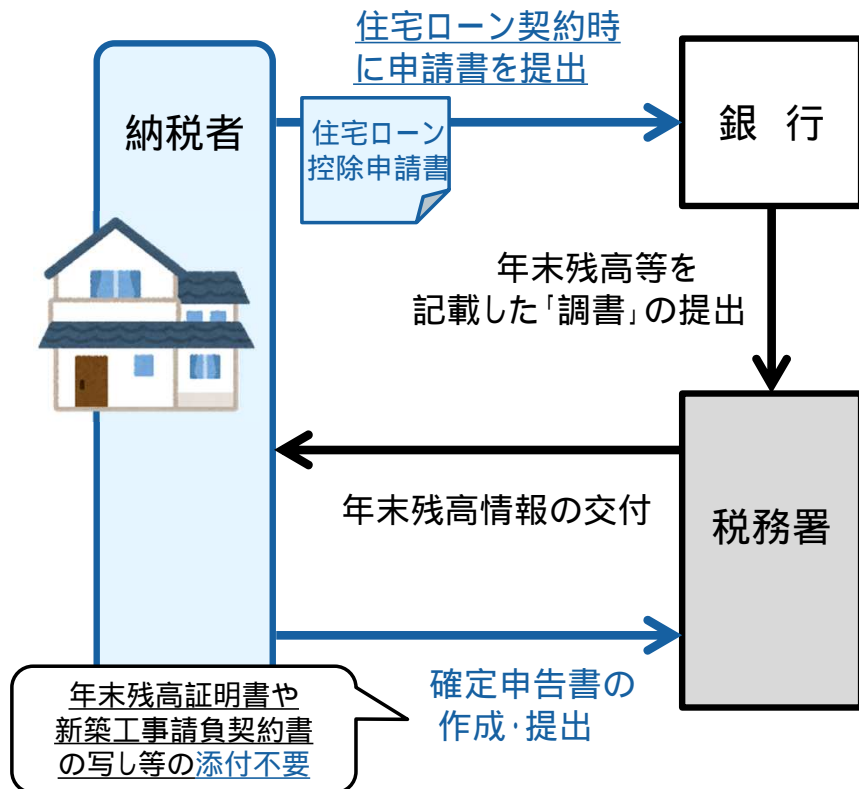 住宅ローン契約時
に申請書を提出
納税者
住宅ローン
控除申請書
銀 行
年末残高等を
記載した「調書」の提出
年末残高情報の交付
税務署
年末残高証明書や
新築工事請負契約書
の写し等の添付不要
確定申告書の
作成・提出